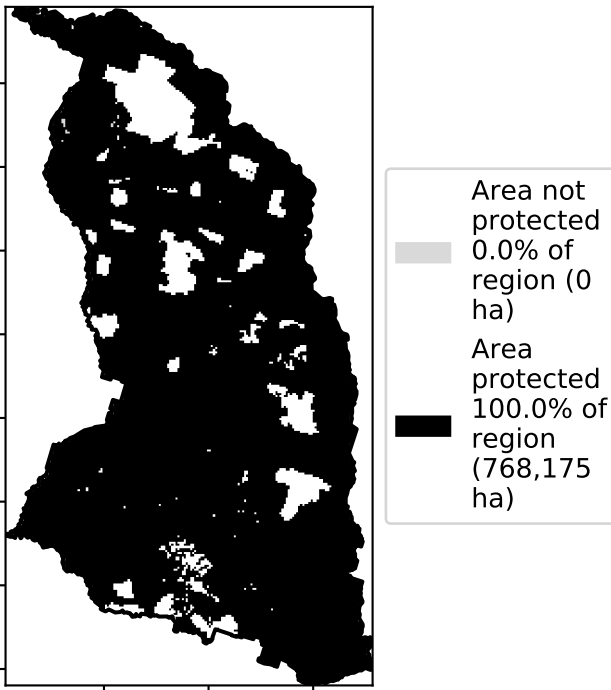 Area not
protected
0.0% of
region (0
ha)
Area
protected
100.0% of
region
(768,175
ha)